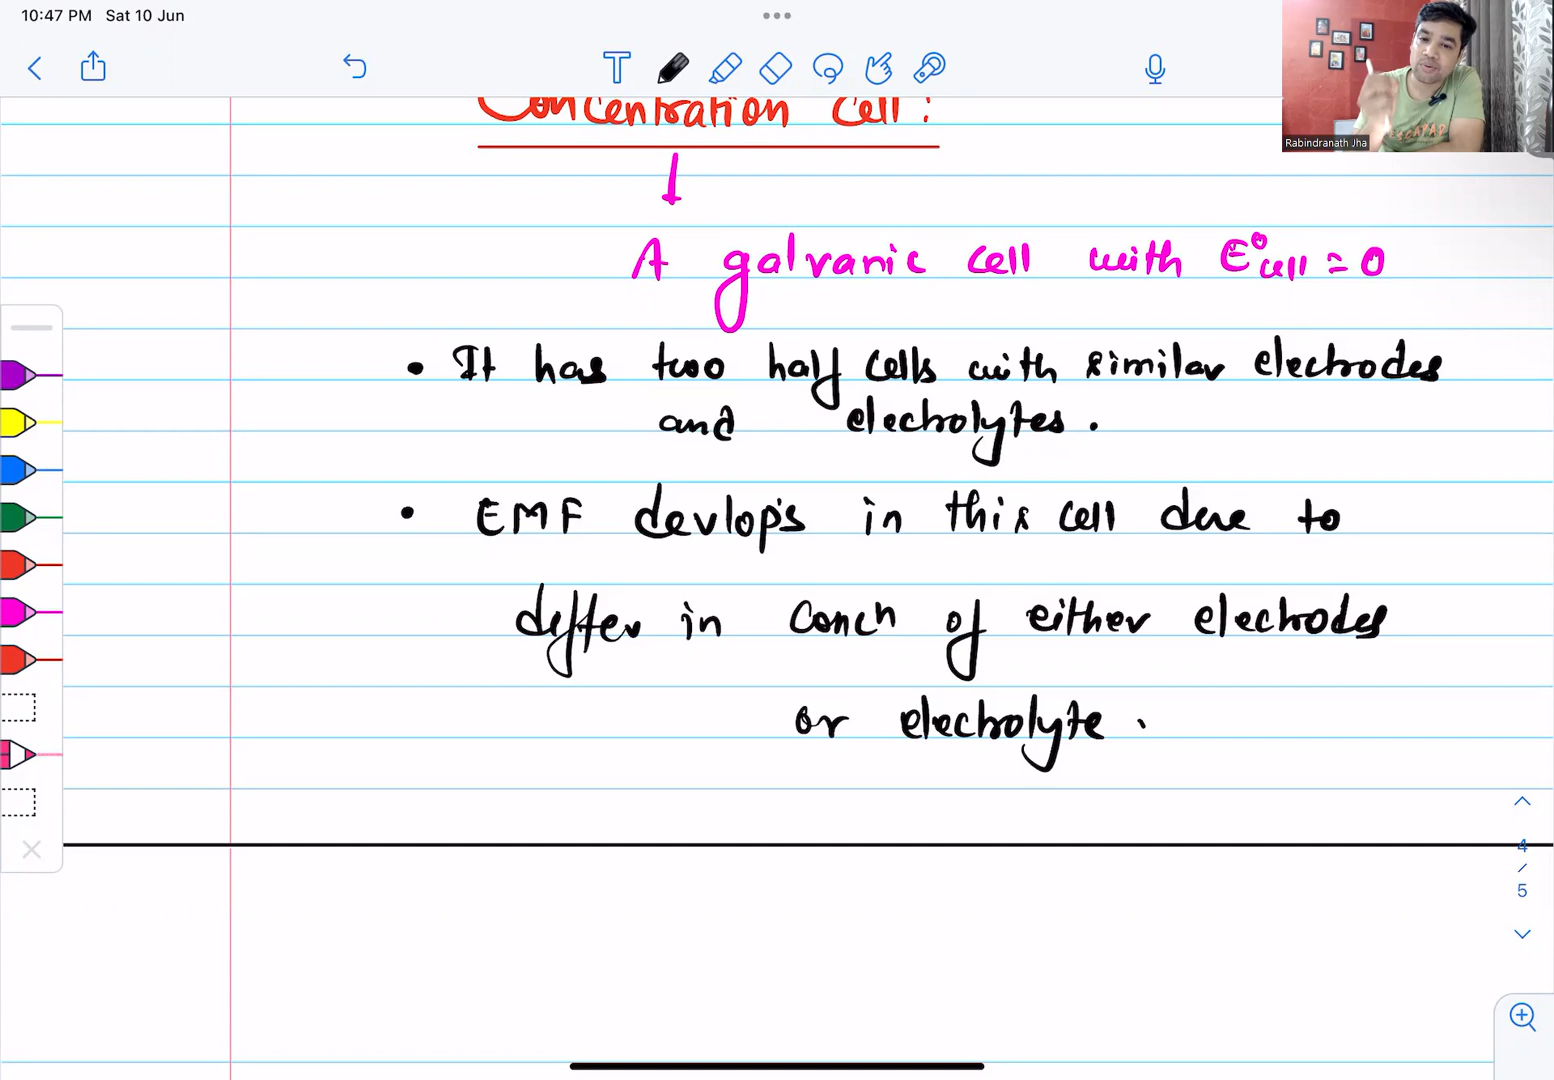 10:47 PM Sat 10 Jun
Rabindranath Jha
Concentration Cell:
A galvanic cell with E°cell = 0
• It has two half cells with similar electrodes
and electrolytes.
• EMF devlop's in this cell due to
differ in Concn of either electrodes
or electrolyte.
4
/
5